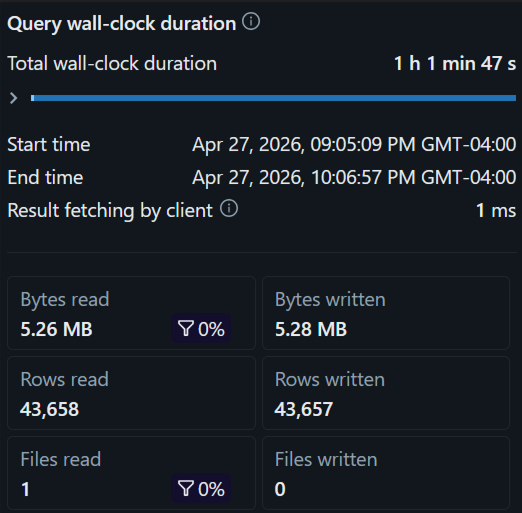 Query wall-clock duration
Total wall-clock duration 1 h 1 min 47 s
Start time Apr 27, 2026, 09:05:09 PM GMT-04:00
End time Apr 27, 2026, 10:06:57 PM GMT-04:00
Result fetching by client 1 ms
Bytes read
5.26 MB 0%
Bytes written
5.28 MB
Rows read
43,658
Rows written
43,657
Files read
1 0%
Files written
0